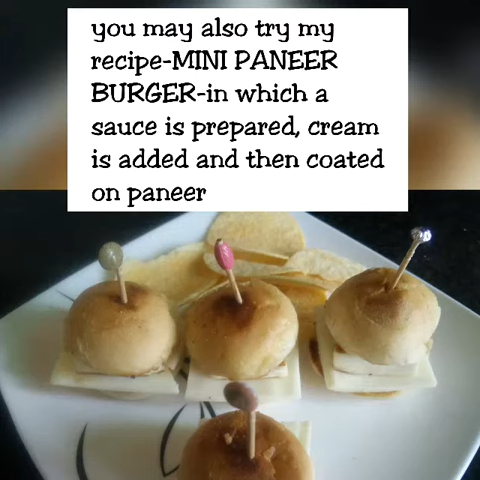 you may also try my
recipe-MINI PANEER
BURGER-in which a
sauce is prepared, cream
is added and then coated
on paneer